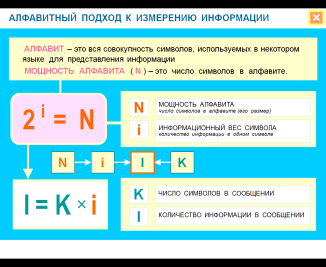 АЛФАВИТНЫЙ ПОДХОД К ИЗМЕРЕНИЮ ИНФОРМАЦИИ
АЛФАВИТ – это вся совокупность символов, используемых в некотором
языке для представления информации
МОЩНОСТЬ АЛФАВИТА ( N ) – это число символов в алфавите.
2^i = N
N МОЩНОСТЬ АЛФАВИТА
число символов в алфавите (его размер)
i ИНФОРМАЦИОННЫЙ ВЕС СИМВОЛА
количество информации в одном символе
N i I K
I = K × i
K ЧИСЛО СИМВОЛОВ В СООБЩЕНИИ
I КОЛИЧЕСТВО ИНФОРМАЦИИ В СООБЩЕНИИ